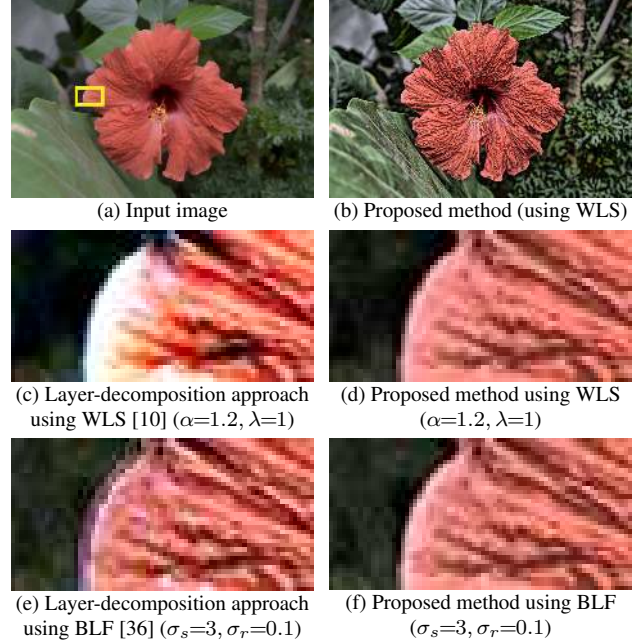 (a) Input image
(b) Proposed method (using WLS)
(c) Layer-decomposition approach
using WLS [10] (α=1.2, λ=1)
(d) Proposed method using WLS
(α=1.2, λ=1)
(e) Layer-decomposition approach
using BLF [36] (σₛ=3, σᵣ=0.1)
(f) Proposed method using BLF
(σₛ=3, σᵣ=0.1)